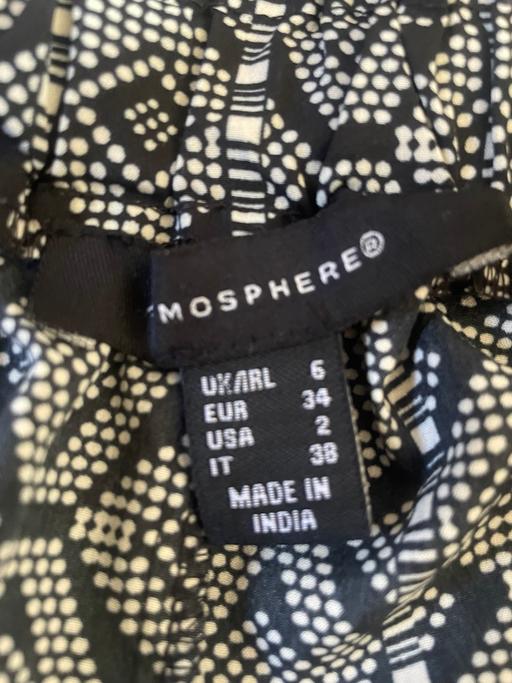 MOSPHERE®
UK/IRL 6
EUR 34
USA 2
IT 38
MADE IN
INDIA